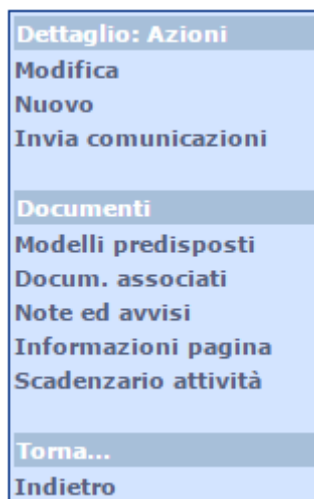 Dettaglio: Azioni
Modifica
Nuovo
Invia comunicazioni
Documenti
Modelli predisposti
Docum. associati
Note ed avvisi
Informazioni pagina
Scadenzario attività
Torna...
Indietro